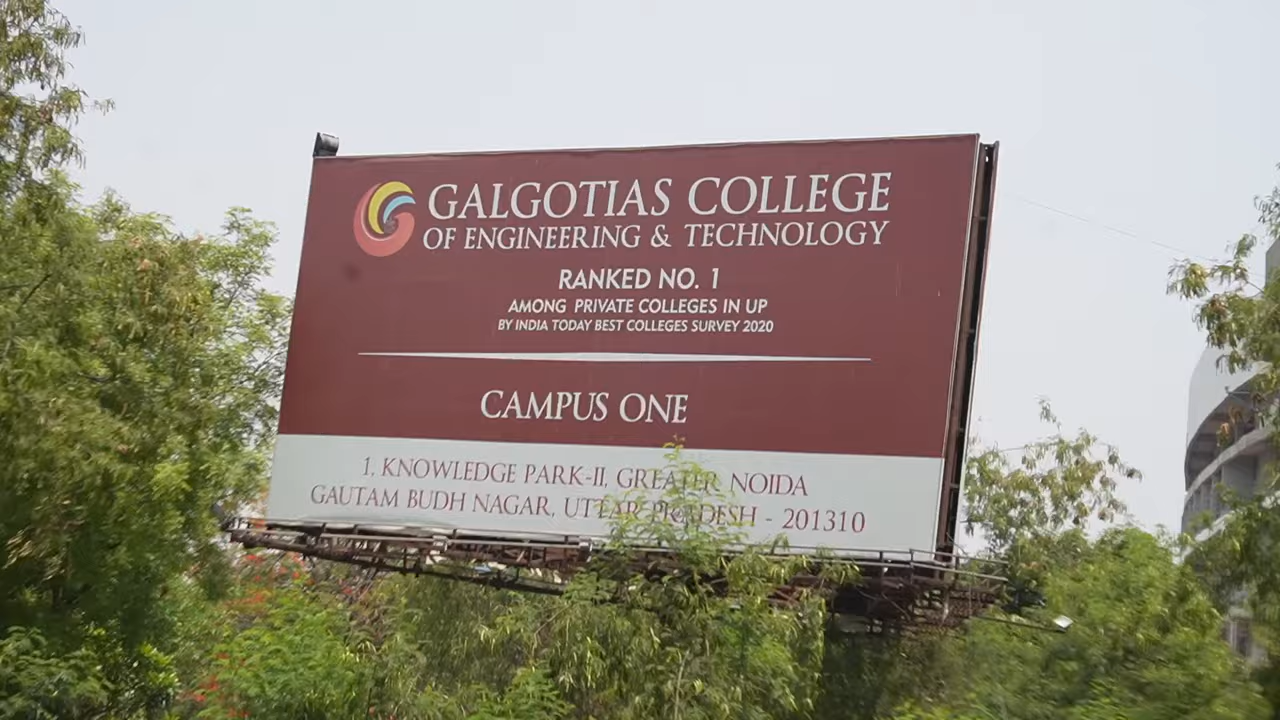 GALGOTIAS COLLEGE
OF ENGINEERING & TECHNOLOGY
RANKED NO. 1
AMONG PRIVATE COLLEGES IN UP
BY INDIA TODAY BEST COLLEGES SURVEY 2020
CAMPUS ONE
1. KNOWLEDGE PARK-II, GREATER NOIDA
GAUTAM BUDH NAGAR, UTTAR PRADESH - 201310